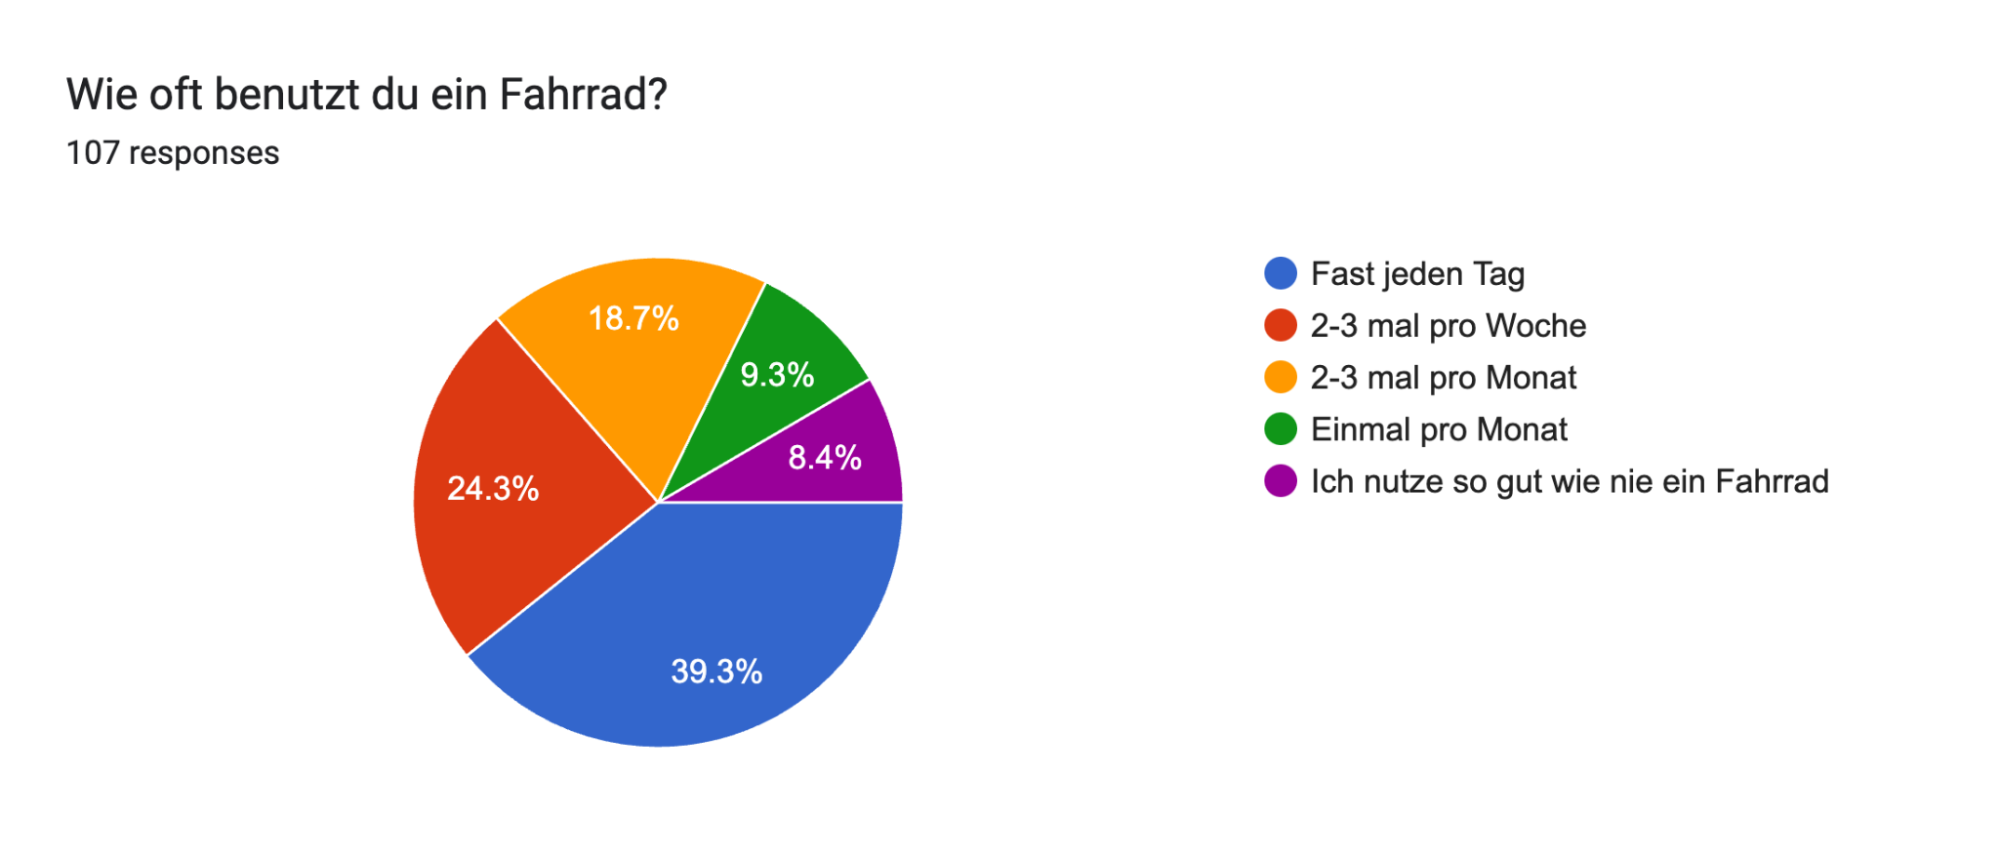 Wie oft benutzt du ein Fahrrad?
107 responses
18.7%
9.3%
8.4%
24.3%
39.3%
Fast jeden Tag
2-3 mal pro Woche
2-3 mal pro Monat
Einmal pro Monat
Ich nutze so gut wie nie ein Fahrrad